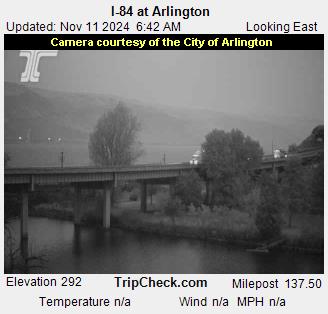 I-84 at Arlington
Updated: Nov 11 2024 6:42 AM Looking East
Camera courtesy of the City of Arlington
Elevation 292 TripCheck.com Milepost 137.50
Temperature n/a Wind n/a MPH n/a